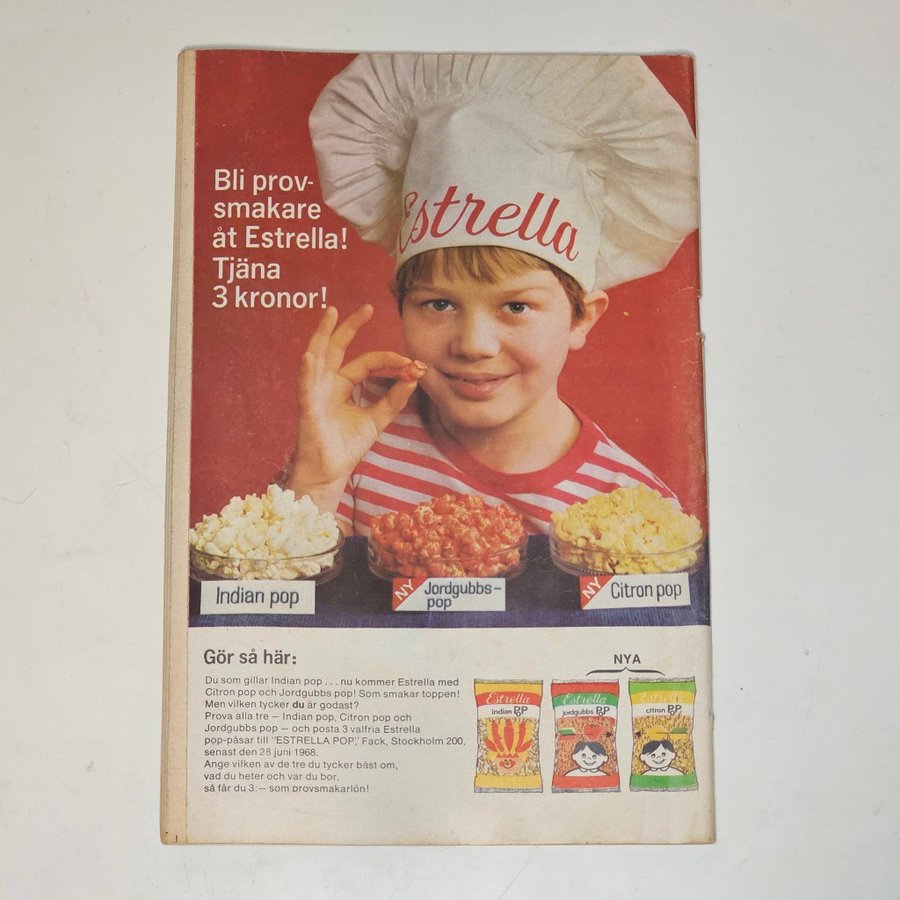 Bli prov-
smakare
åt Estrella!
Tjäna
3 kronor!
Estrella
Indian pop
NY Jordgubbs-
pop
NY Citron pop
Gör så här:
Du som gillar Indian pop . . . nu kommer Estrella med
Citron pop och Jordgubbs pop! Som smakar toppen!
Men vilken tycker du är godast?
Prova alla tre — Indian pop, Citron pop och
Jordgubbs pop — och posta 3 valfria Estrella
pop-påsar till "ESTRELLA POP", Fack, Stockholm 200,
senast den 28 juni 1968.
Ange vilken av de tre du tycker bäst om,
vad du heter och var du bor,
så får du 3:— som provsmakarlön!
NYA
Estrella
indian POP
Estrella
jordgubbs POP
Estrella
citron POP